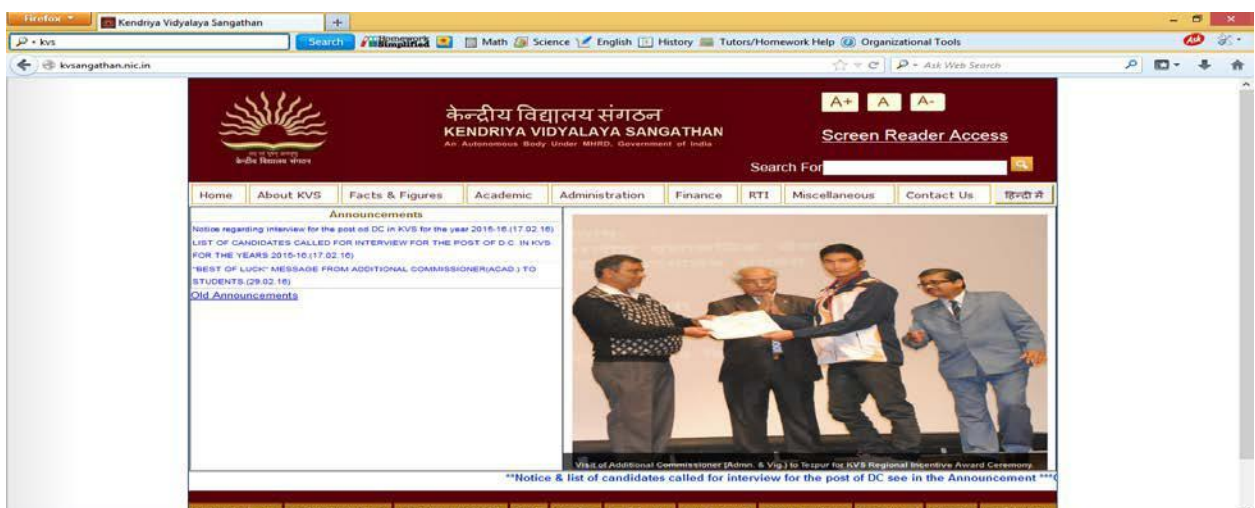 Firefox
Kendriya Vidyalaya Sangathan
kvs
Search
Homework Simplified
Math
Science
English
History
Tutors/Homework Help
Organizational Tools
Ask
kvsangathan.nic.in
Ask Web Search
केन्द्रीय विद्यालय संगठन
केन्द्रीय विद्यालय संगठन
KENDRIYA VIDYALAYA SANGATHAN
An Autonomous Body Under MHRD, Government of India
A+ A A-
Screen Reader Access
Search For
Home About KVS Facts & Figures Academic Administration Finance RTI Miscellaneous Contact Us हिन्दी मै
Announcements
Notice regarding interview for the post od DC in KVS for the year 2015-16.(17.02.16)
LIST OF CANDIDATES CALLED FOR INTERVIEW FOR THE POST OF D.C. IN KVS
FOR THE YEARS 2015-16.(17.02.16)
"BEST OF LUCK" MESSAGE FROM ADDITIONAL COMMISSIONER(ACAD.) TO
STUDENTS.(29.02.16)
Old Announcements
Visit of Additional Commissioner (Admn. & Vig.) to Tezpur for KVS Regional Incentive Award Ceremony.
**Notice & list of candidates called for interview for the post of DC see in the Announcement ***